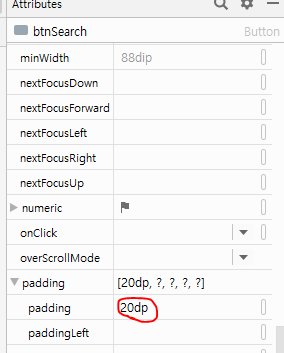 Attributes
btnSearch Button
minWidth 88dip
nextFocusDown
nextFocusForward
nextFocusLeft
nextFocusRight
nextFocusUp
numeric
onClick
overScrollMode
padding [20dp, ?, ?, ?, ?]
padding 20dp
paddingLeft